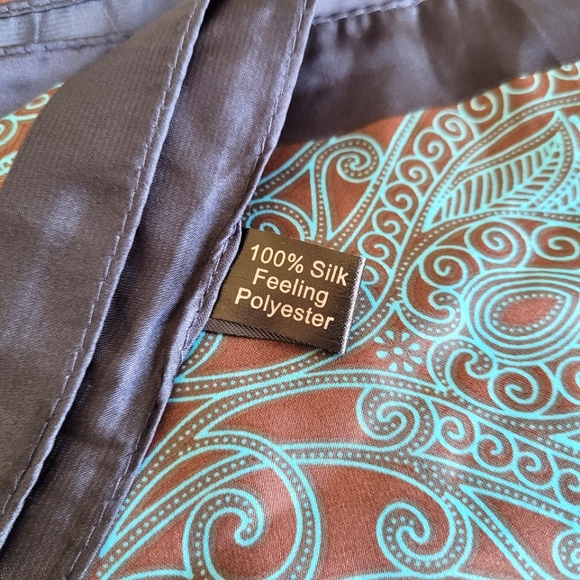 100% Silk
Feeling
Polyester